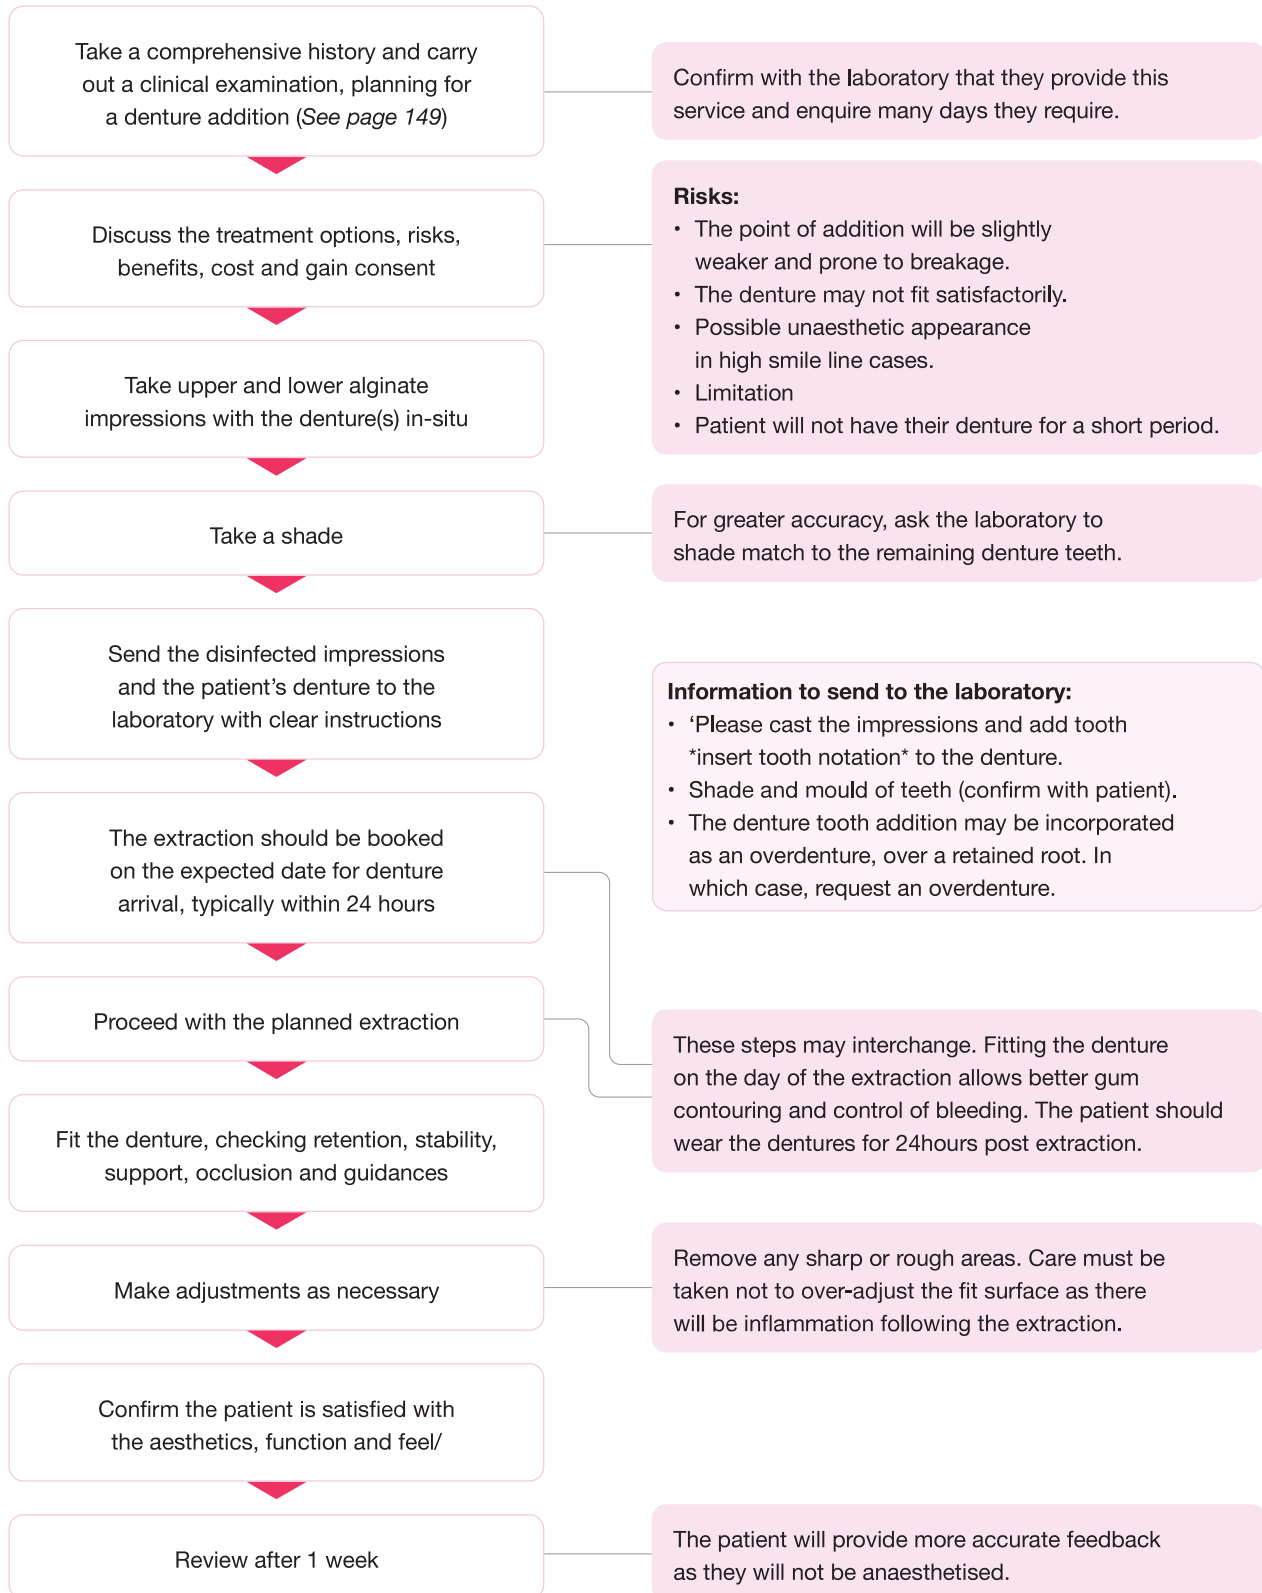 Take a comprehensive history and carry
out a clinical examination, planning for
a denture addition (See page 149)
Confirm with the laboratory that they provide this
service and enquire many days they require.
Discuss the treatment options, risks,
benefits, cost and gain consent
Risks:
• The point of addition will be slightly
weaker and prone to breakage.
• The denture may not fit satisfactorily.
• Possible unaesthetic appearance
in high smile line cases.
• Limitation
• Patient will not have their denture for a short period.
Take upper and lower alginate
impressions with the denture(s) in-situ
Take a shade
For greater accuracy, ask the laboratory to
shade match to the remaining denture teeth.
Send the disinfected impressions
and the patient’s denture to the
laboratory with clear instructions
Information to send to the laboratory:
• ‘Please cast the impressions and add tooth
*insert tooth notation* to the denture.
• Shade and mould of teeth (confirm with patient).
• The denture tooth addition may be incorporated
as an overdenture, over a retained root. In
which case, request an overdenture.
The extraction should be booked
on the expected date for denture
arrival, typically within 24 hours
Proceed with the planned extraction
These steps may interchange. Fitting the denture
on the day of the extraction allows better gum
contouring and control of bleeding. The patient should
wear the dentures for 24hours post extraction.
Fit the denture, checking retention, stability,
support, occlusion and guidances
Make adjustments as necessary
Remove any sharp or rough areas. Care must be
taken not to over-adjust the fit surface as there
will be inflammation following the extraction.
Confirm the patient is satisfied with
the aesthetics, function and feel/
Review after 1 week
The patient will provide more accurate feedback
as they will not be anaesthetised.